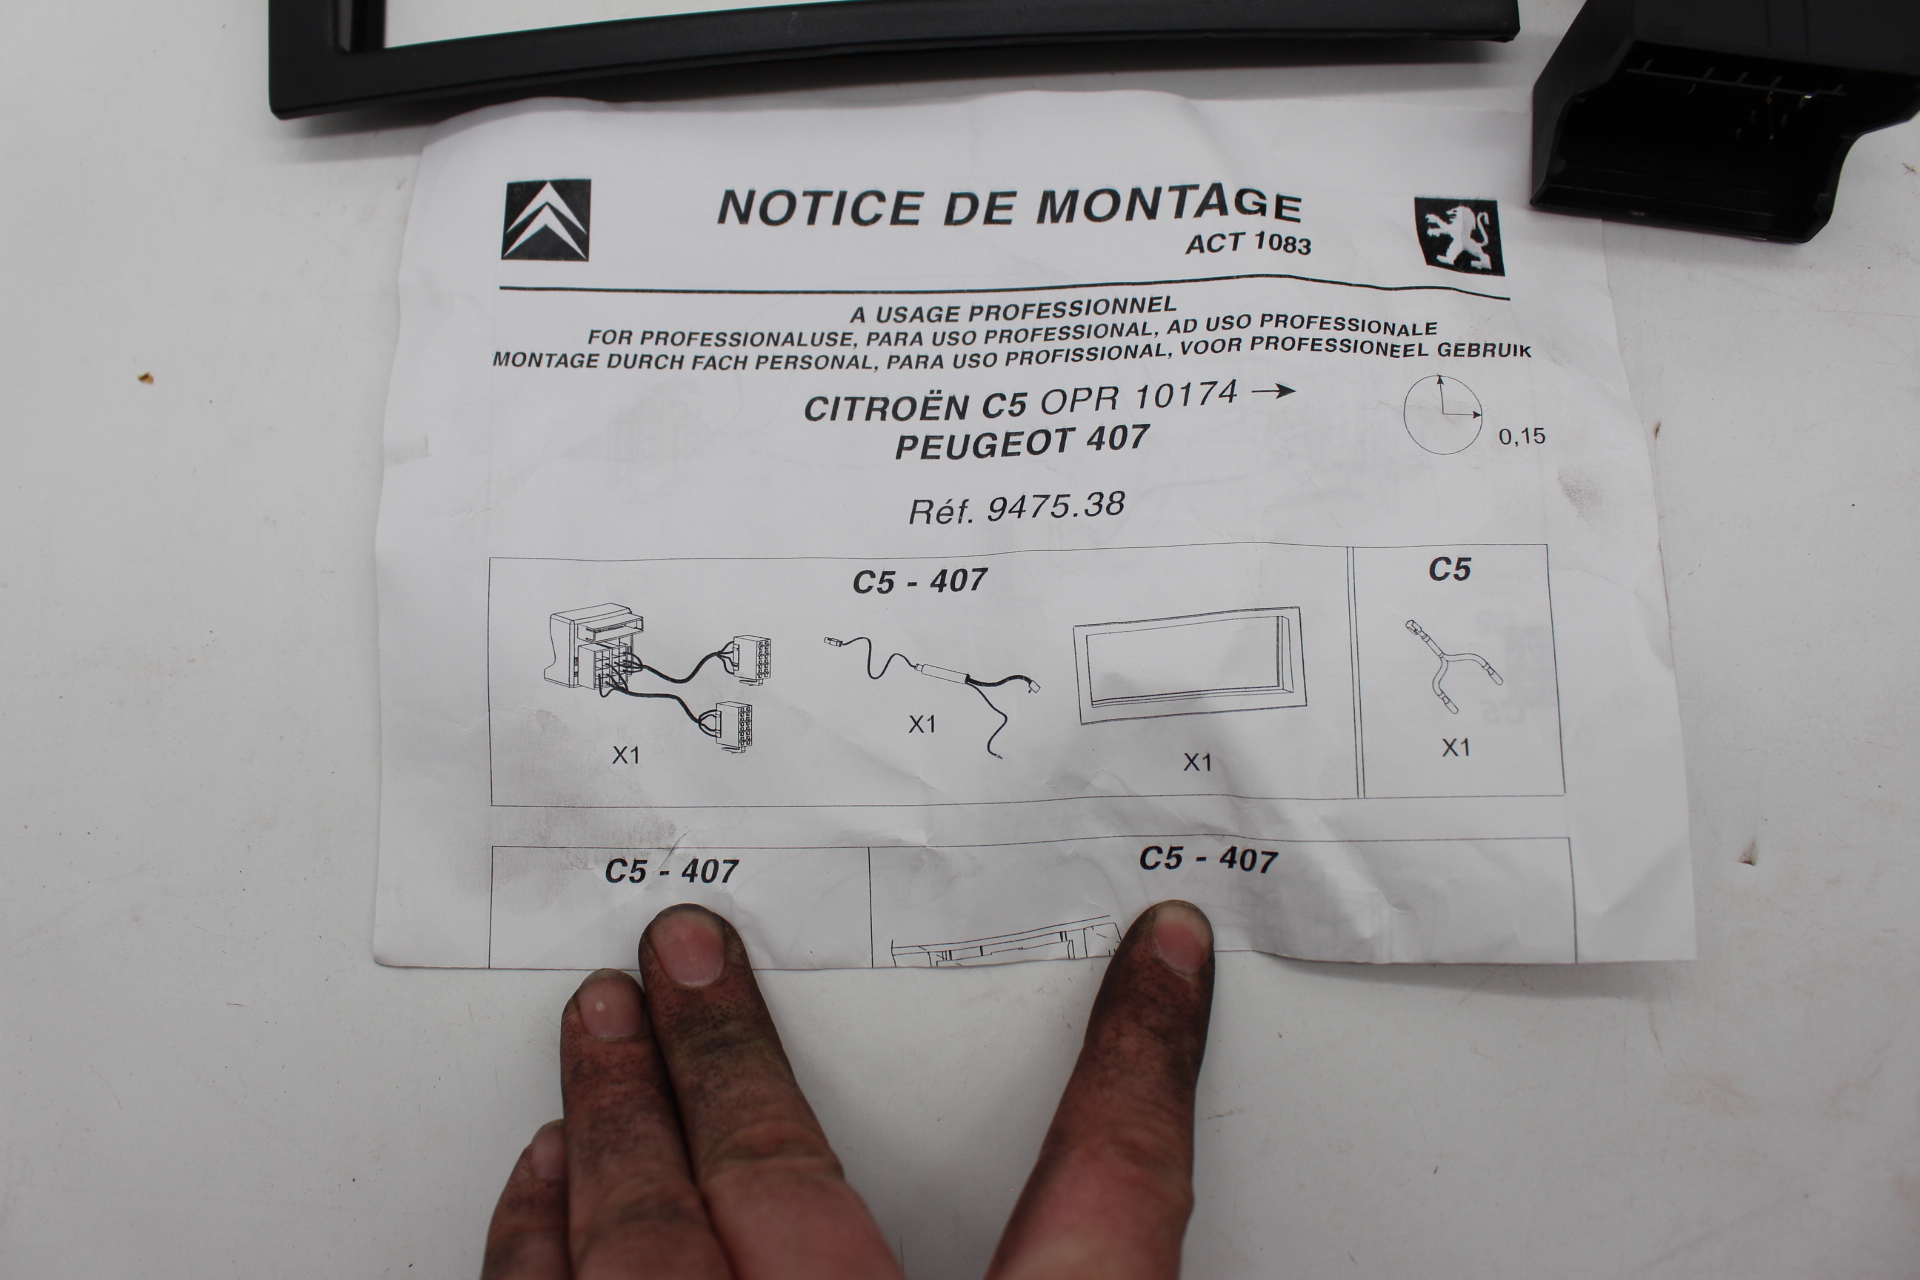 NOTICE DE MONTAGE
ACT 1083
A USAGE PROFESSIONNEL
FOR PROFESSIONALUSE, PARA USO PROFESSIONAL, AD USO PROFESSIONALE
MONTAGE DURCH FACH PERSONAL, PARA USO PROFISSIONAL, VOOR PROFESSIONEEL GEBRUIK
CITROËN C5 OPR 10174 →
PEUGEOT 407
0,15
Réf. 9475.38
C5 - 407
C5
X1
X1
X1
X1
C5 - 407
C5 - 407